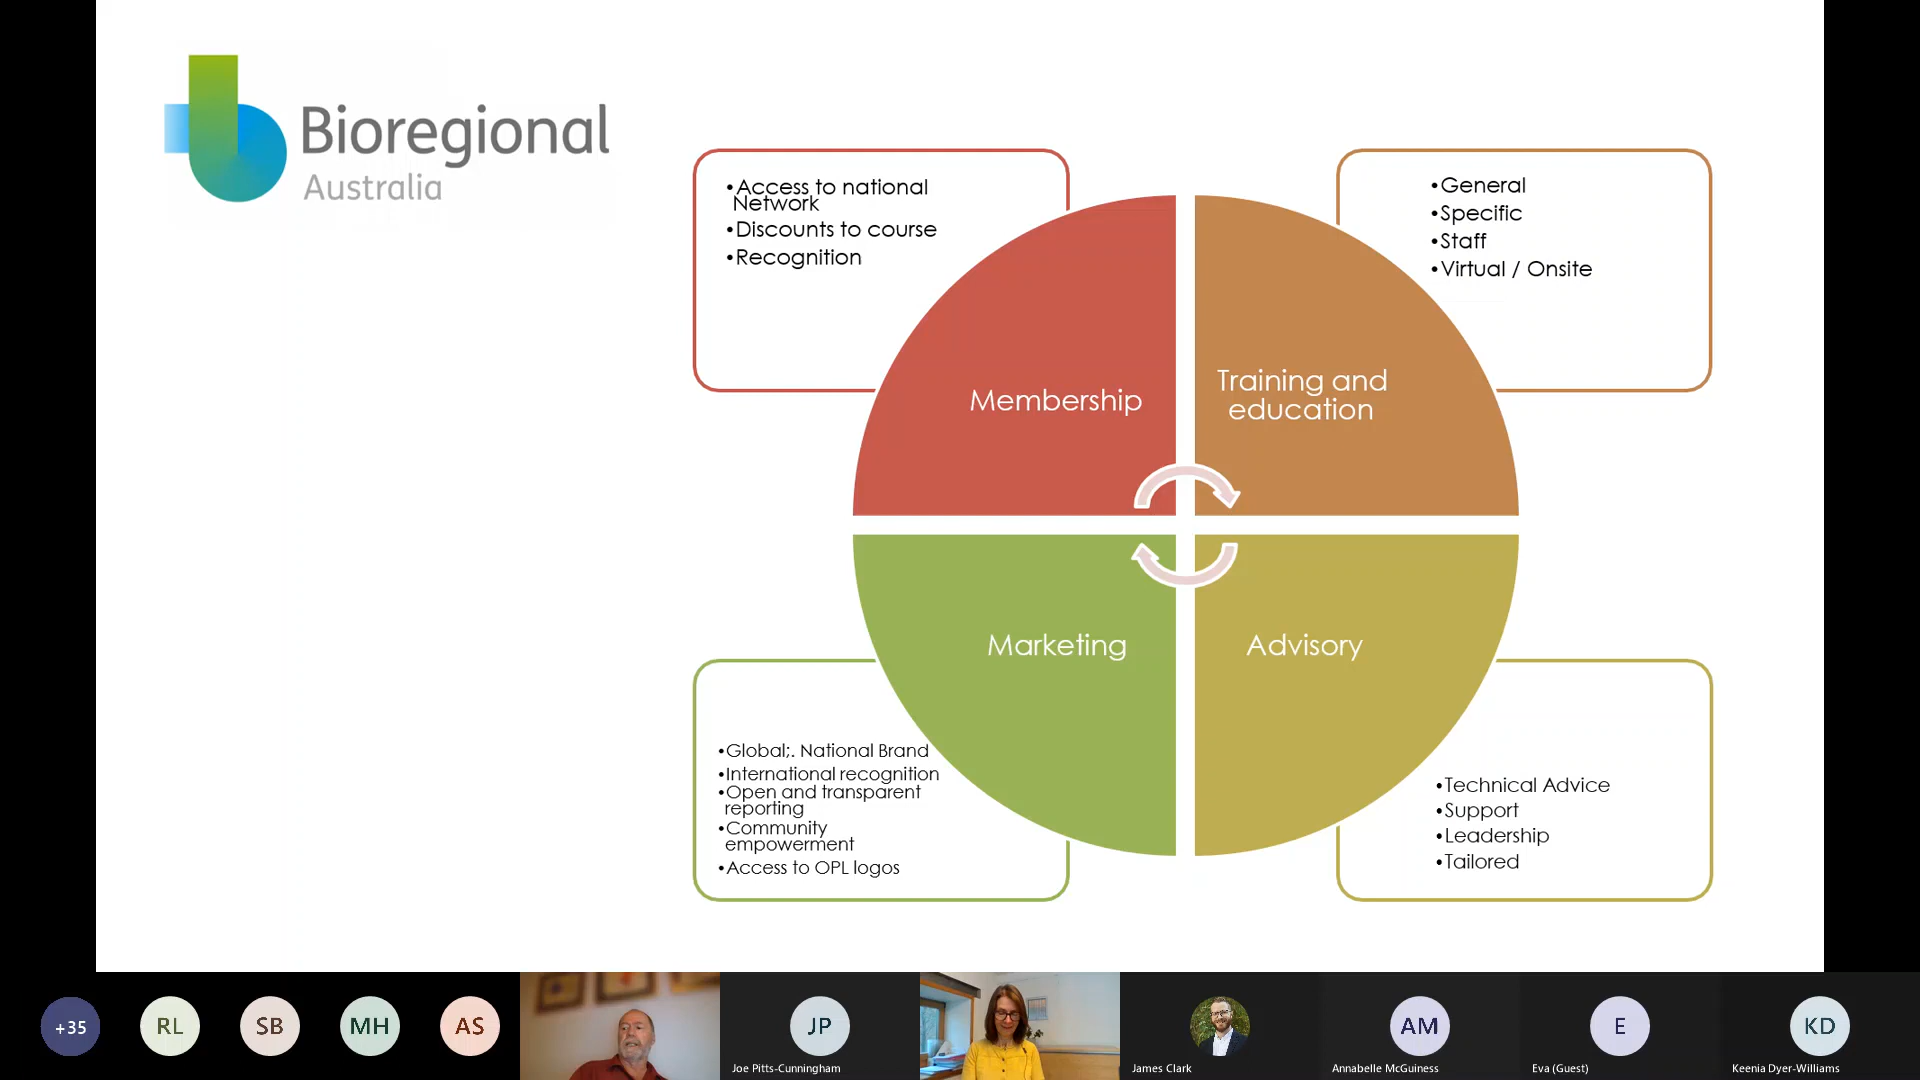 Bioregional
Australia
•Access to national
Network
•Discounts to course
•Recognition
•General
•Specific
•Staff
•Virtual / Onsite
Membership
Training and
education
Marketing
Advisory
•Global;. National Brand
•International recognition
•Open and transparent
reporting
•Community
empowerment
•Access to OPL logos
•Technical Advice
•Support
•Leadership
•Tailored
+35
RL
SB
MH
AS
JP
Joe Pitts-Cunningham
James Clark
AM
Annabelle McGuiness
E
Eva (Guest)
KD
Keenia Dyer-Williams